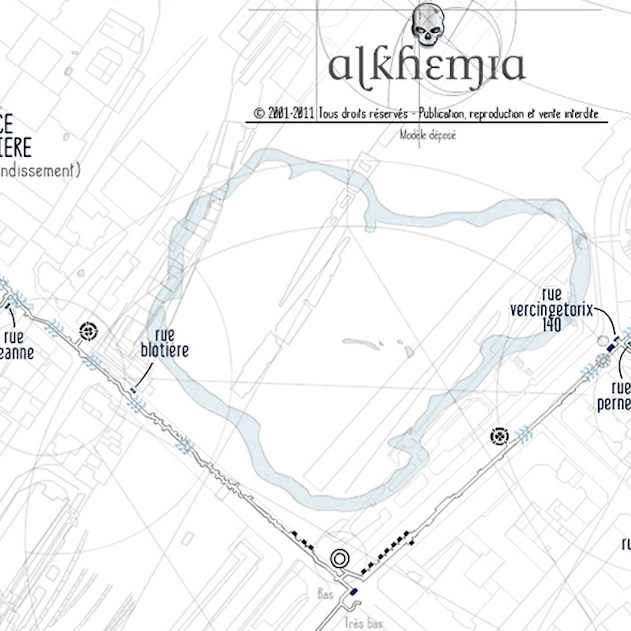 alkhemia
© 2001-2011 Tous droits réservés - Publication, reproduction et vente interdite
Modèle déposé
CE
IERE
ndissement)
rue
vercingetorix
140
rue
eanne
rue
blotiere
rue
perne
ru
Bas
Très bas